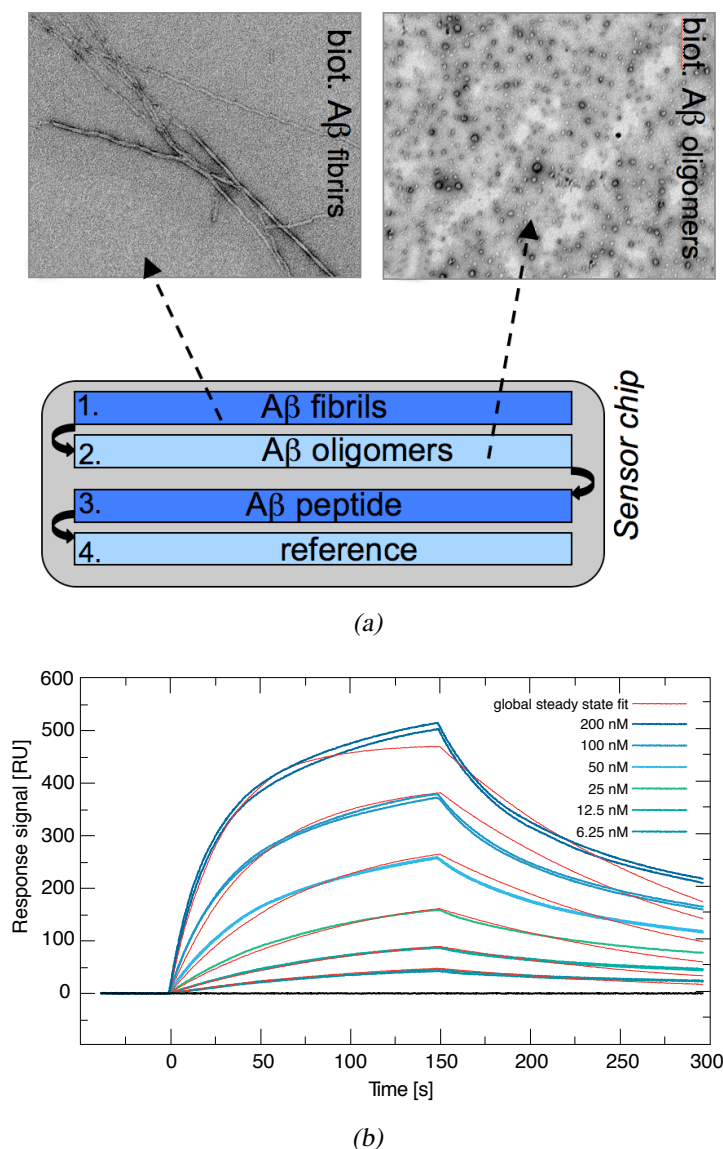 biot. Aβ fibrirs
biot. Aβ oligomers
1. Aβ fibrils
2. Aβ oligomers
3. Aβ peptide
4. reference
Sensor chip
(a)
600
500
400
300
200
100
0
Response signal [RU]
global steady state fit
200 nM
100 nM
50 nM
25 nM
12.5 nM
6.25 nM
0
50
100
150
200
250
300
Time [s]
(b)